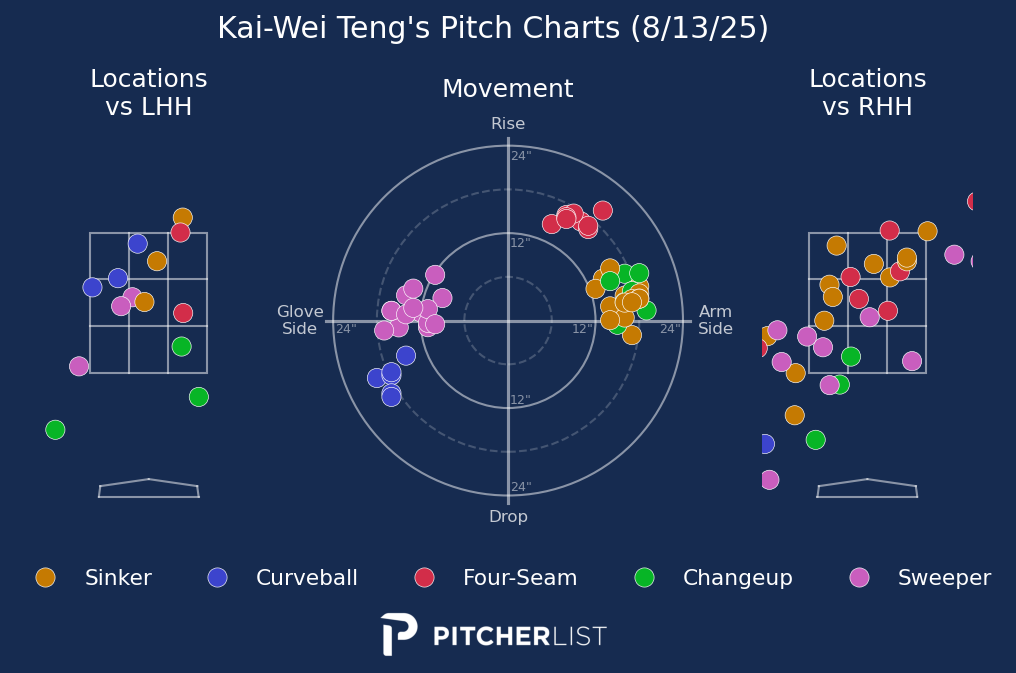 Kai-Wei Teng's Pitch Charts (8/13/25)
Locations
vs LHH
Movement
Locations
vs RHH
Rise
24"
12"
Glove
Side
24"
12"
24"
Arm
Side
12"
24"
Drop
Sinker
Curveball
Four-Seam
Changeup
Sweeper
PITCHERLIST